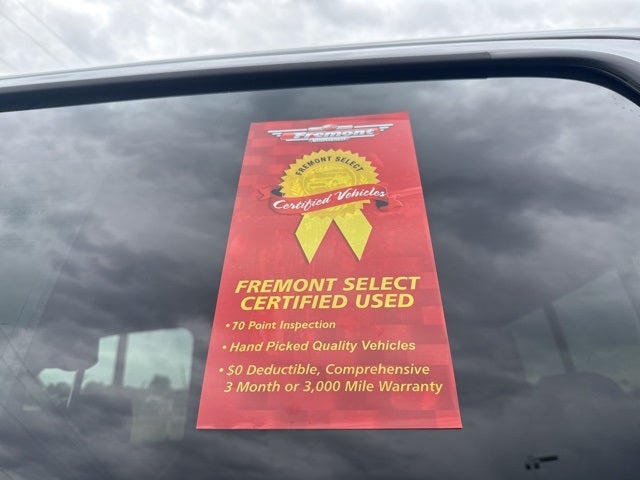 Fremont
FREMONT SELECT
Certified Vehicles
FREMONT SELECT
CERTIFIED USED
•70 Point Inspection
• Hand Picked Quality Vehicles
• $0 Deductible, Comprehensive
3 Month or 3,000 Mile Warranty